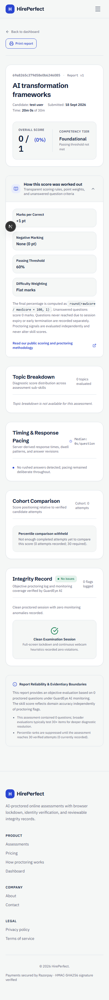 H HirePerfect
Back to dashboard
Print report
69a8265c379d58e0b6246085 · Report v1
AI transformation
frameworks
Candidate: test user Submitted: 18 Sept 2026
Time: 20m 0s of 30m
OVERALL SCORE
0 /
1
(0%)
COMPETENCY TIER
Foundational
Passing threshold not
met
How this score was worked out
Transparent scoring rules, point weights,
and unanswered question criteria
Marks per Correct
+1 pt
N
Negative Marking
None (0 pt)
Passing Threshold
60%
Difficulty Weighting
Flat marks
The final percentage is computed as round(rawScore
/ maxScore × 100, 1). Unanswered questions
score 0 marks. Questions never reached due to session
expiry or early termination are recorded separately.
Proctoring signals are evaluated independently and
never alter skill scores.
Read our public scoring and proctoring
methodology
Topic Breakdown
Diagnostic score distribution across
assessment sub-skills
0 topics
evaluated
Topic breakdown is not available for this assessment.
Timing & Response
Pacing
Server-derived response times, dwell
patterns, and answer revisions
Median:
0s/question
No rushed answers detected; pacing remained
deliberate throughout.
Cohort Comparison
Score positioning relative to verified
candidate attempts
Cohort: 0
attempts
Percentile comparison withheld
Not enough completed attempts yet to compare
this score (0 attempts recorded; 30 required).
Integrity Record
No issues
Objective proctoring log and monitoring
coverage verified by GuardEye AI
0 flags
logged
Clean proctored session with zero monitoring
anomalies recorded.
Clean Examination Session
Full-screen lockdown and continuous webcam
heuristics recorded zero violations.
Report Reliability & Evidentiary Boundaries
This report provides an objective evaluation based on 0
proctored questions under GuardEye AI monitoring.
The skill score reflects domain accuracy independently
of proctoring flags.
• This assessment contained 0 questions; broader
evaluations typically test 30+ items for deeper diagnostic
resolution.
• Percentile ranks are suppressed until the assessment
reaches 30 verified attempts (0 currently recorded).
H HirePerfect
AI-proctored online assessments with browser
lockdown, identity verification, and reviewable
integrity records.
PRODUCT
Assessments
Pricing
How proctoring works
Dashboard
COMPANY
About
Contact
LEGAL
Privacy policy
Terms of service
© 2026 HirePerfect.
Payments secured by Razorpay · HMAC-SHA256 signature
verified